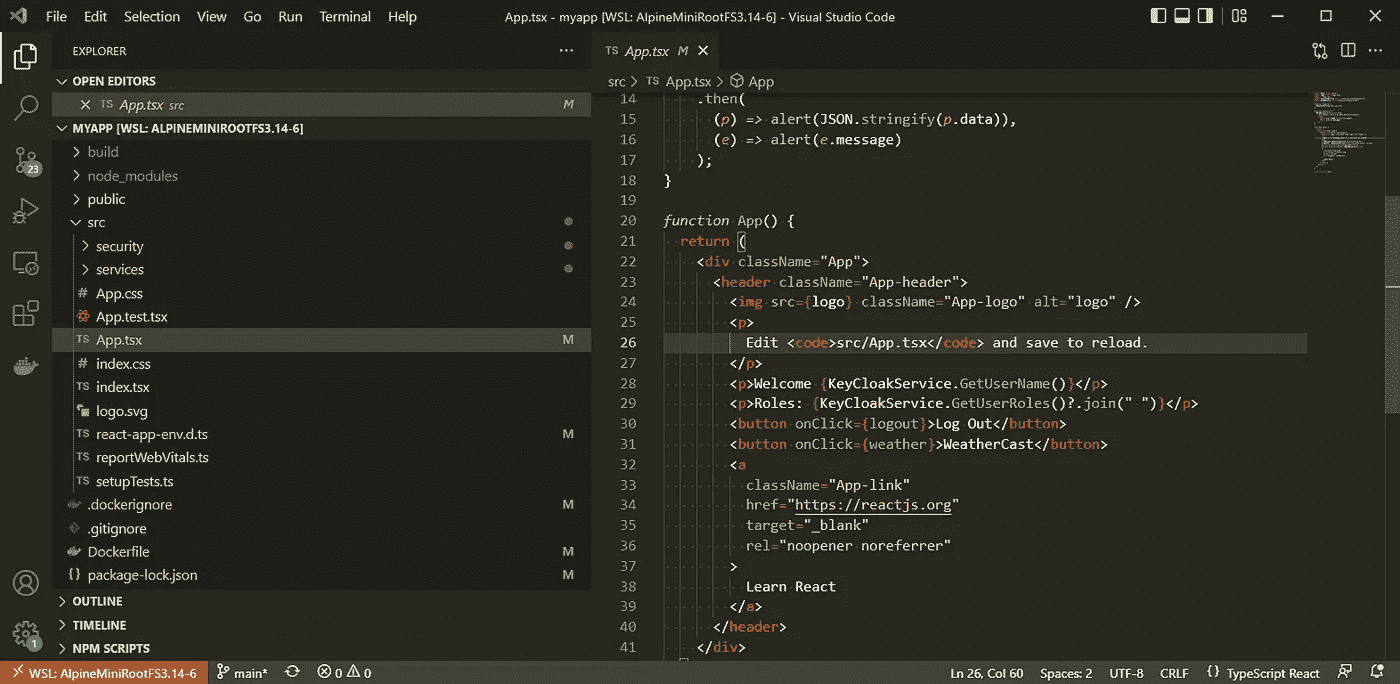 File Edit Selection View Go Run Terminal Help
App.tsx - myapp [WSL: AlpineMiniRootFS3.14-6] - Visual Studio Code
EXPLORER
OPEN EDITORS
TS App.tsx src M
MYAPP [WSL: ALPINEMINIROOTFS3.14-6]
build
node_modules
public
src
security
services
# App.css
App.test.tsx
TS App.tsx M
# index.css
TS index.tsx
logo.svg
TS react-app-env.d.ts M
TS reportWebVitals.ts
TS setupTests.ts
.dockerignore M
.gitignore
Dockerfile M
{} package-lock.json M
OUTLINE
TIMELINE
NPM SCRIPTS
23
1
TS App.tsx M
src > TS App.tsx > App
14 .then(
15 (p) => alert(JSON.stringify(p.data)),
16 (e) => alert(e.message)
17 );
18 }
19
20 function App() {
21 return (
22 <div className="App">
23 <header className="App-header">
24 <img src={logo} className="App-logo" alt="logo" />
25 <p>
26 Edit <code>src/App.tsx</code> and save to reload.
27 </p>
28 <p>Welcome {KeyCloakService.GetUserName()}</p>
29 <p>Roles: {KeyCloakService.GetUserRoles()?.join(" ")}</p>
30 <button onClick={logout}>Log Out</button>
31 <button onClick={weather}>WeatherCast</button>
32 <a
33 className="App-link"
34 href="https://reactjs.org"
35 target="_blank"
36 rel="noopener noreferrer"
37 >
38 Learn React
39 </a>
40 </header>
41 </div>
WSL: AlpineMiniRootFS3.14-6 main* 0 0 Ln 26, Col 60 Spaces: 2 UTF-8 CRLF {} TypeScript React